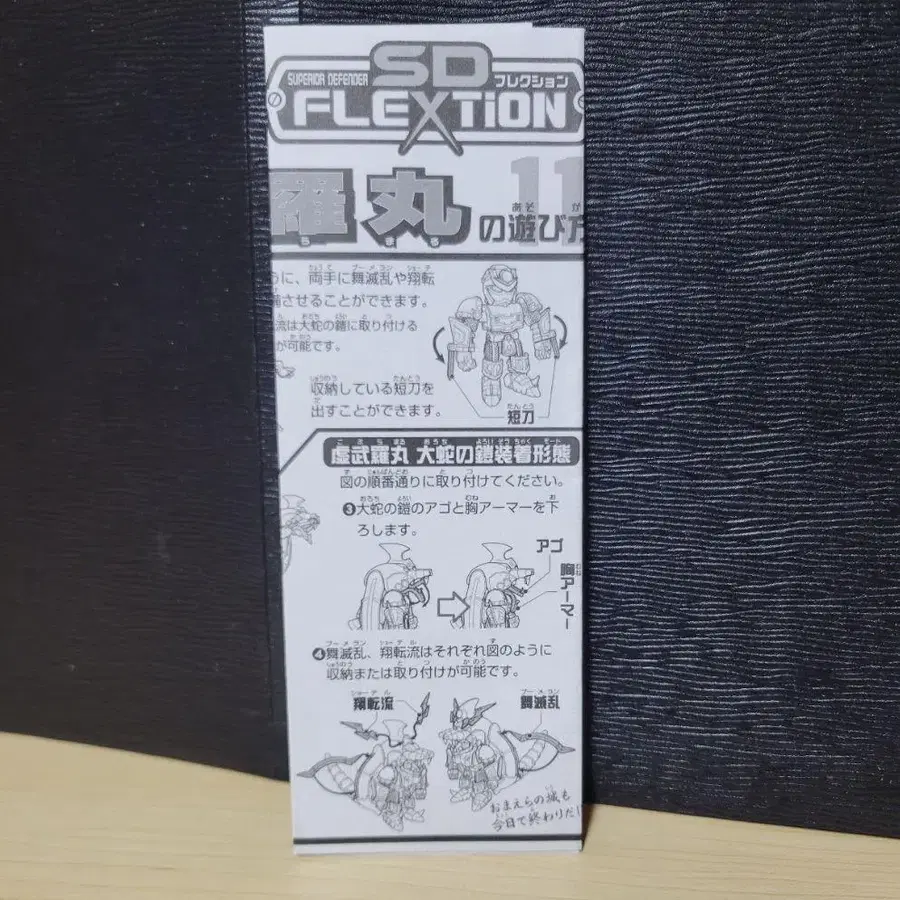 SD
SUPERIOR DEFENDER
フレクション
FLEXTiON
11
羅丸の遊び方
うに、両手に舞滅乱や翔転
備させることができます。
流は大蛇の鎧に取り付ける
が可能です。
収納している短刀を
出すことができます。
短刀
虚武羅丸 大蛇の鎧装着形態
図の順番通りに取り付けてください。
❸大蛇の鎧のアゴと胸アーマーを下
ろします。
アゴ
胸アーマー
❹舞滅乱、翔転流はそれぞれ図のように
収納または取り付けが可能です。
翔転流
舞滅乱
おまえらの城も
今日で終わりだ!